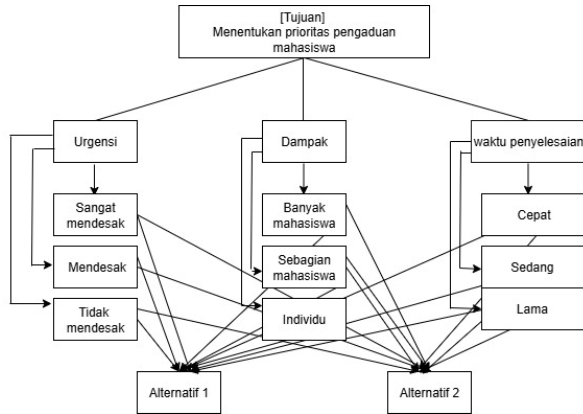 [Tujuan]
Menentukan prioritas pengaduan
mahasiswa
Urgensi
Dampak
waktu penyelesaian
Sangat
mendesak
Banyak
mahasiswa
Cepat
Mendesak
Sebagian
mahasiswa
Sedang
Tidak
mendesak
Individu
Lama
Alternatif 1
Alternatif 2